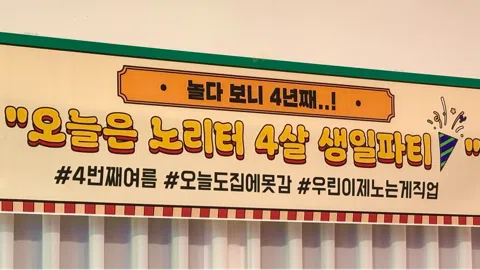 놀다 보니 4년째..!
"오늘은 노리터 4살 생일파티"
#4번째여름 #오늘도집에못감 #우린이제노는게직업